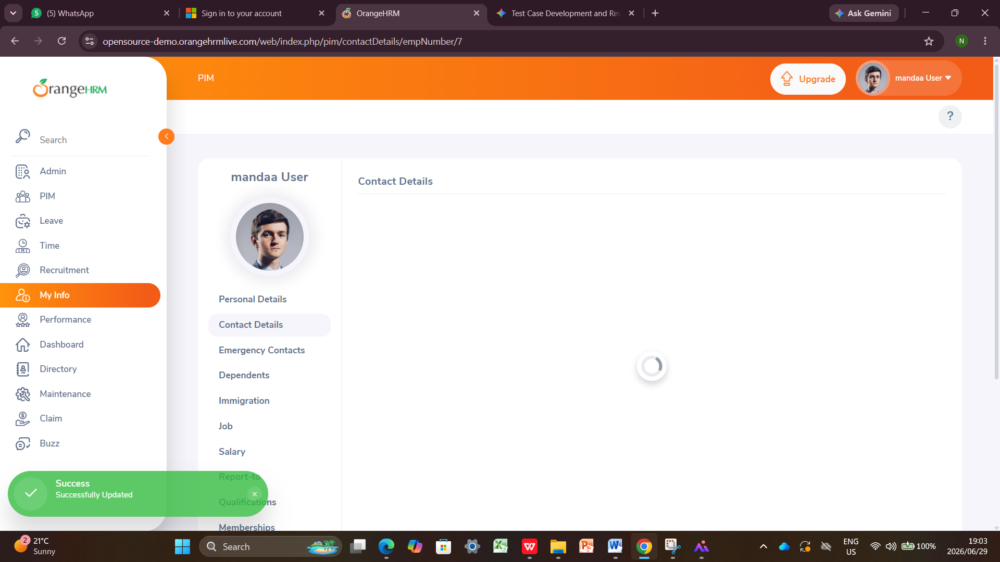 5
(5) WhatsApp
Sign in to your account
OrangeHRM
Test Case Development and Re
Ask Gemini
opensource-demo.orangehrmlive.com/web/index.php/pim/contactDetails/empNumber/7
N
OrangeHRM
PIM
Upgrade
mandaa User
?
Search
Admin
PIM
Leave
Time
Recruitment
My Info
Performance
Dashboard
Directory
Maintenance
Claim
Buzz
mandaa User
Personal Details
Contact Details
Emergency Contacts
Dependents
Immigration
Job
Salary
Report-to
Qualifications
Memberships
Contact Details
Success
Successfully Updated
2
21°C
Sunny
Search
ENG
US
100%
19:03
2026/06/29